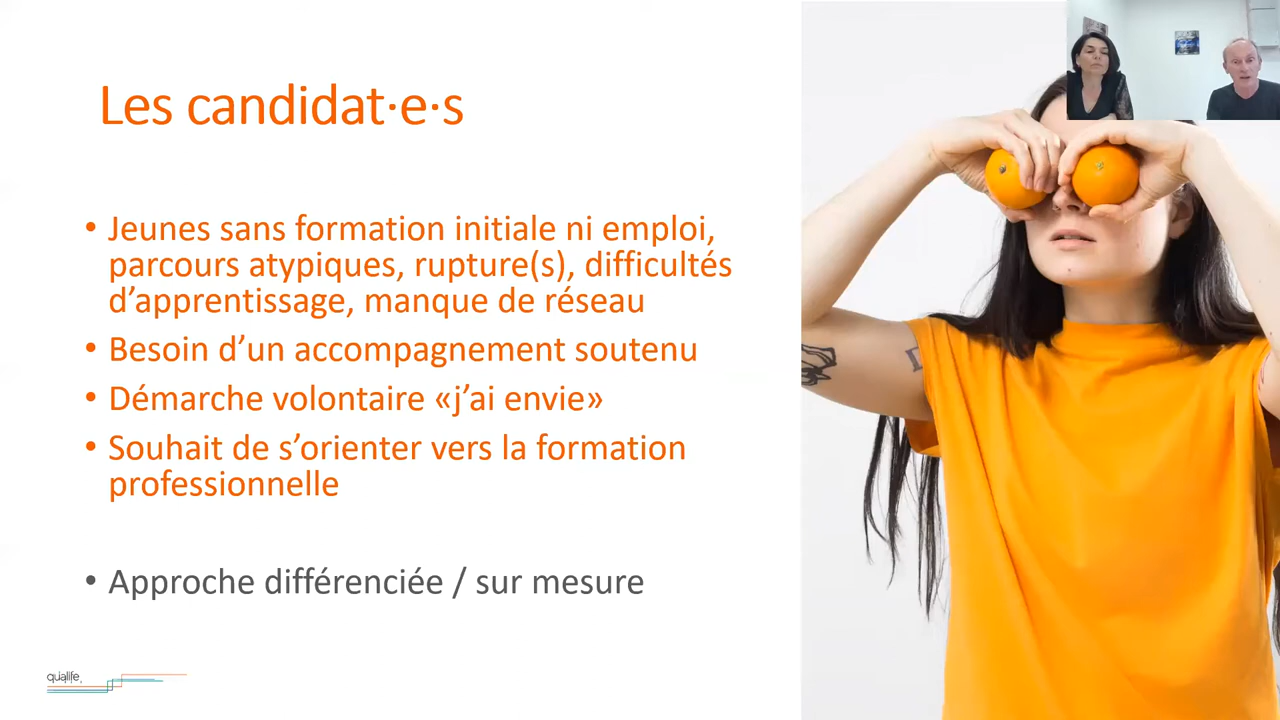 Les candidat·e·s
• Jeunes sans formation initiale ni emploi,
parcours atypiques, rupture(s), difficultés
d’apprentissage, manque de réseau
• Besoin d’un accompagnement soutenu
• Démarche volontaire «j’ai envie»
• Souhait de s’orienter vers la formation
professionnelle
• Approche différenciée / sur mesure
qualife